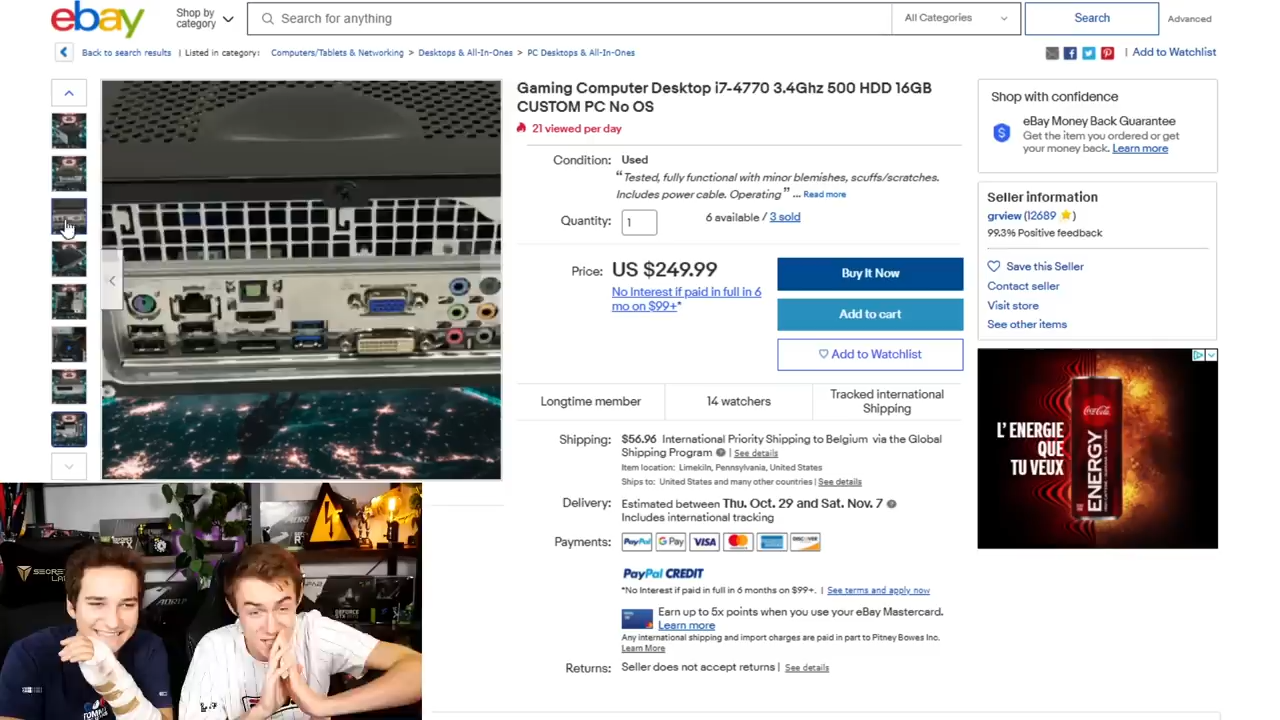 ebay
Shop by
category
Search for anything
All Categories
Search
Advanced
Back to search results | Listed in category: Computers/Tablets & Networking > Desktops & All-In-Ones > PC Desktops & All-In-Ones
| Add to Watchlist
Gaming Computer Desktop i7-4770 3.4Ghz 500 HDD 16GB
CUSTOM PC No OS
21 viewed per day
Condition: Used
“Tested, fully functional with minor blemishes, scuffs/scratches.
Includes power cable. Operating” ... Read more
Quantity: 1 6 available / 3 sold
Price: US $249.99
No Interest if paid in full in 6
mo on $99+*
Buy It Now
Add to cart
Add to Watchlist
Longtime member
14 watchers
Tracked international
Shipping
Shipping: $56.96 International Priority Shipping to Belgium via the Global
Shipping Program | See details
Item location: Limekiln, Pennsylvania, United States
Ships to: United States and many other countries | See details
Delivery: Estimated between Thu. Oct. 29 and Sat. Nov. 7
Includes international tracking
Payments: PayPal G Pay VISA DISCOVER
PayPal CREDIT
*No Interest if paid in full in 6 months on $99+. | See terms and apply now
Earn up to 5x points when you use your eBay Mastercard.
Learn more
Any international shipping and import charges are paid in part to Pitney Bowes Inc.
Learn More
Returns: Seller does not accept returns | See details
Shop with confidence
eBay Money Back Guarantee
Get the item you ordered or get
your money back. Learn more
Seller information
grview (12689)
99.3% Positive feedback
Save this Seller
Contact seller
Visit store
See other items
L'ENERGIE
QUE
TU VEUX
Coca-Cola
ENERGY